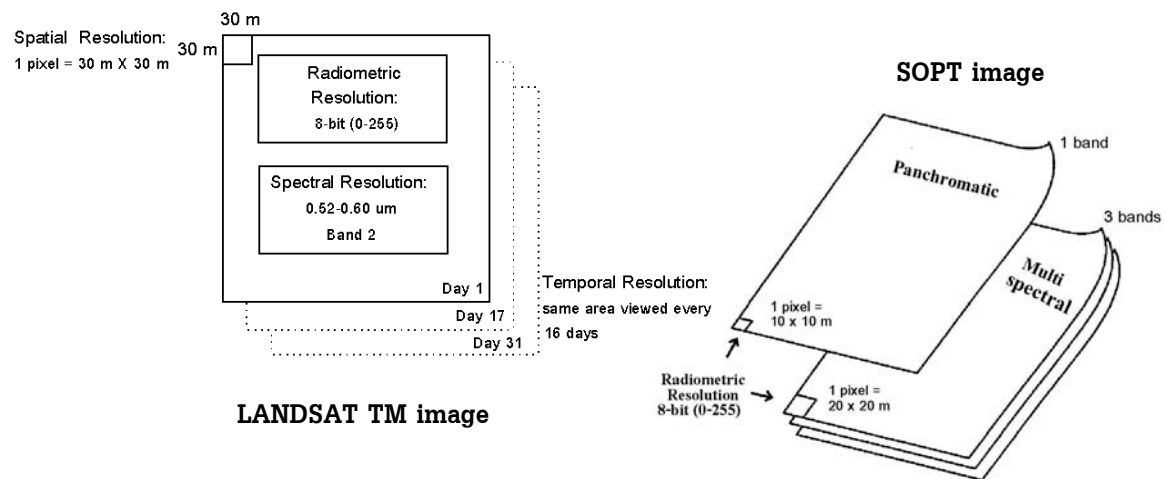 30 m
Spatial Resolution:
1 pixel = 30 m X 30 m
30 m
Radiometric
Resolution:
8-bit (0-255)
Spectral Resolution:
0.52-0.60 um
Band 2
Day 1
Day 17
Day 31
Temporal Resolution:
same area viewed every
16 days
LANDSAT TM image
SOPT image
1 band
Panchromatic
3 bands
Multi
spectral
1 pixel =
10 x 10 m
Radiometric
Resolution
8-bit (0-255)
1 pixel =
20 x 20 m